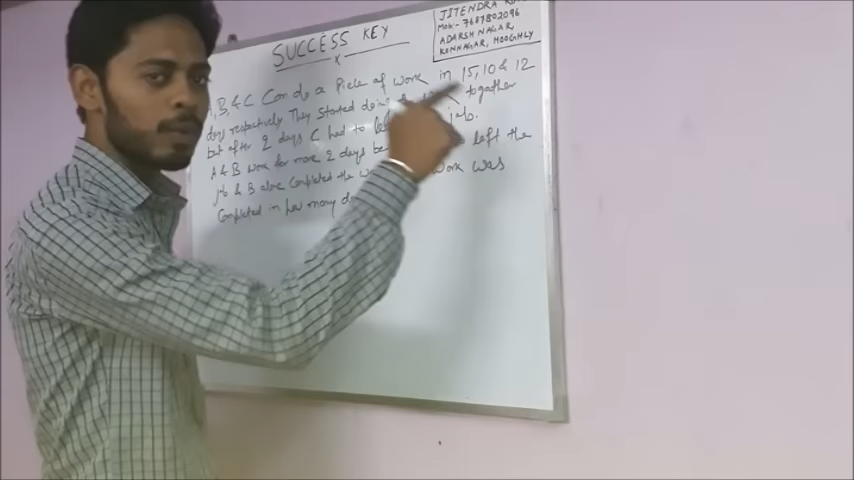 SUCCESS KEY
x
JITENDRA
Mob:- 7687802096
ADARSH NAGAR,
KONNAGAR, HOOGHLY
A, B, & C Can do a Piece of work in 15, 10 & 12
days respectively They Started doing together
but after 2 days C had to job.
A & B work for more 2 days left the
job & B alone Completed the work was
Completed in how many